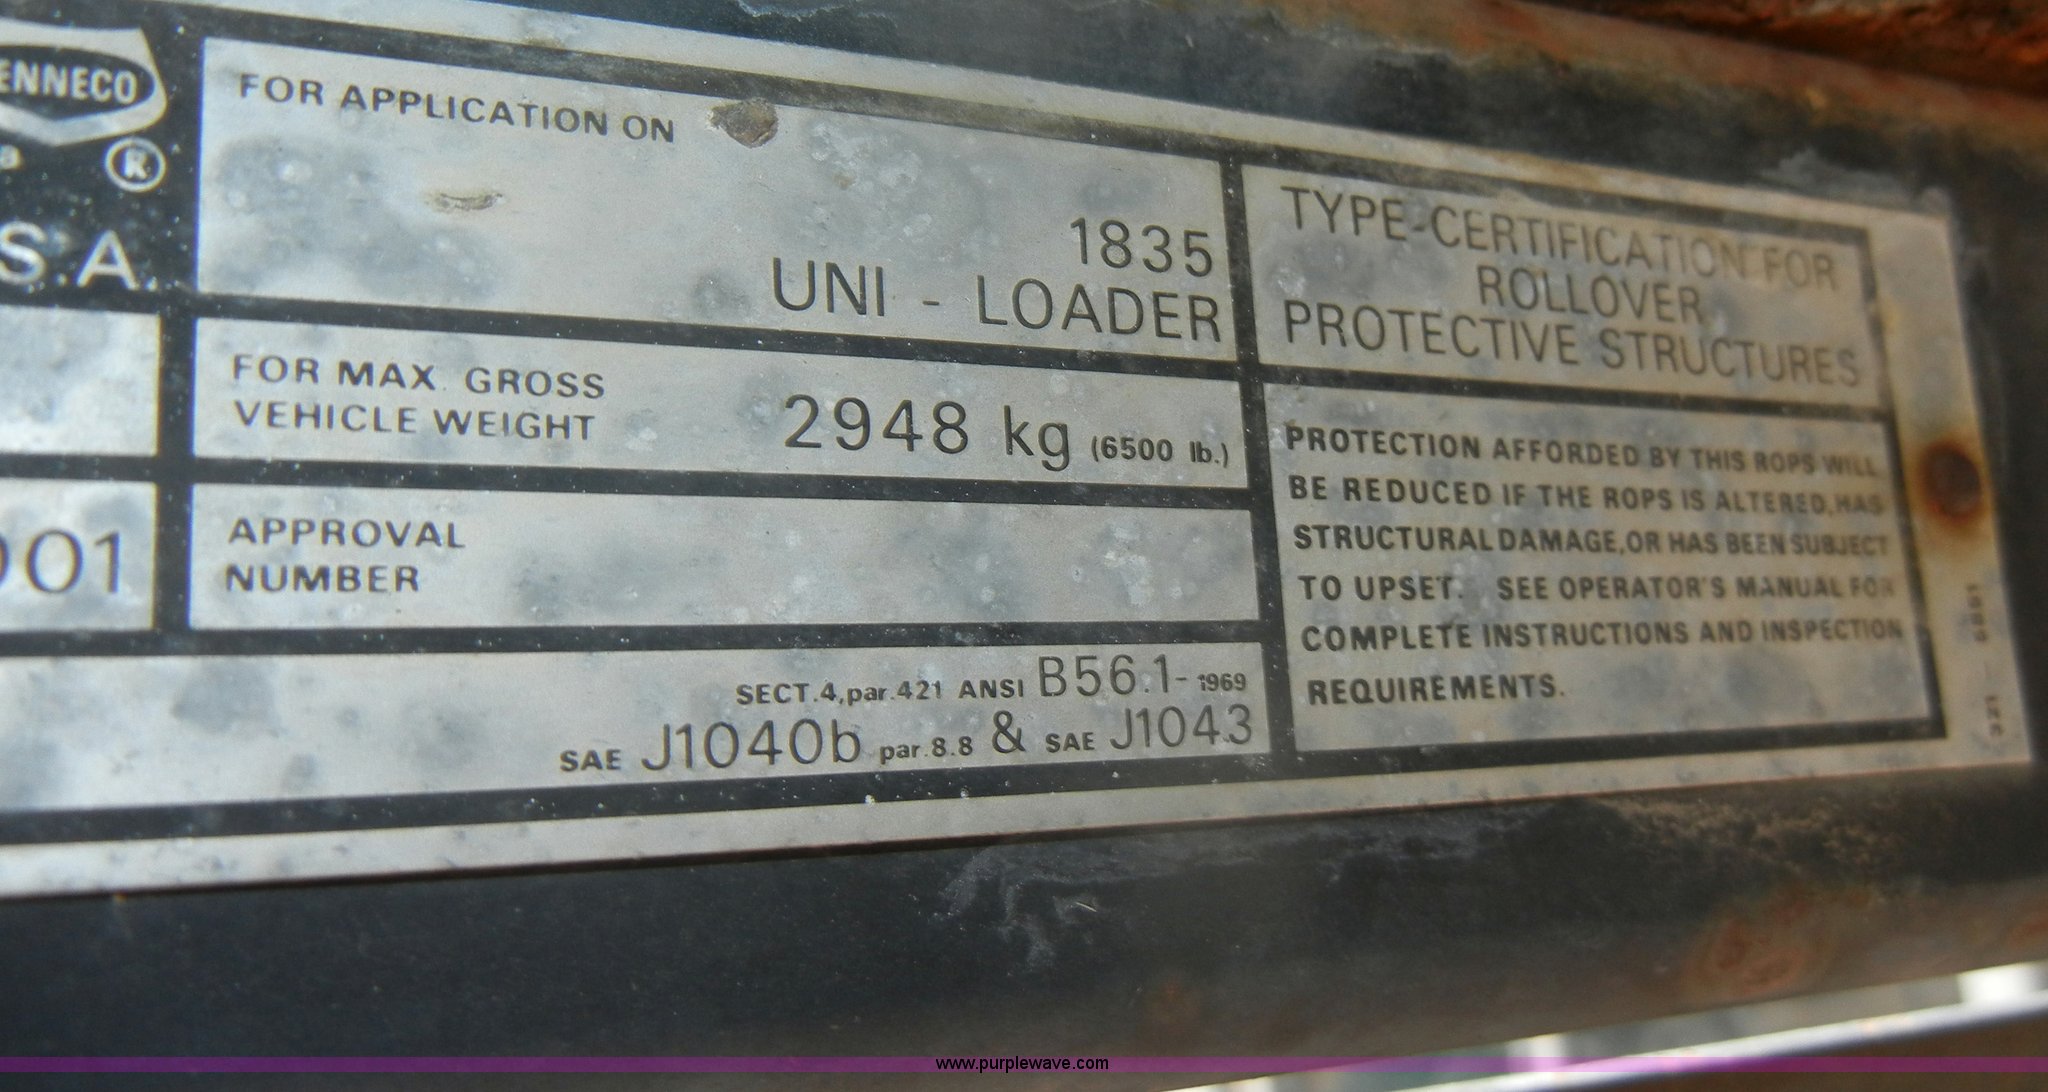 ENNECO
a ®
S.A.
001
FOR APPLICATION ON
1835
UNI - LOADER
FOR MAX. GROSS
VEHICLE WEIGHT
2948 kg (6500 lb.)
APPROVAL
NUMBER
SECT.4,par.421 ANSI B56.1-1969
SAE J1040b par.8.8 & SAE J1043
TYPE-CERTIFICATION FOR
ROLLOVER
PROTECTIVE STRUCTURES
PROTECTION AFFORDED BY THIS ROPS WILL
BE REDUCED IF THE ROPS IS ALTERED,HAS
STRUCTURAL DAMAGE,OR HAS BEEN SUBJECT
TO UPSET. SEE OPERATOR'S MANUAL FOR
COMPLETE INSTRUCTIONS AND INSPECTION
REQUIREMENTS.
www.purplewave.com